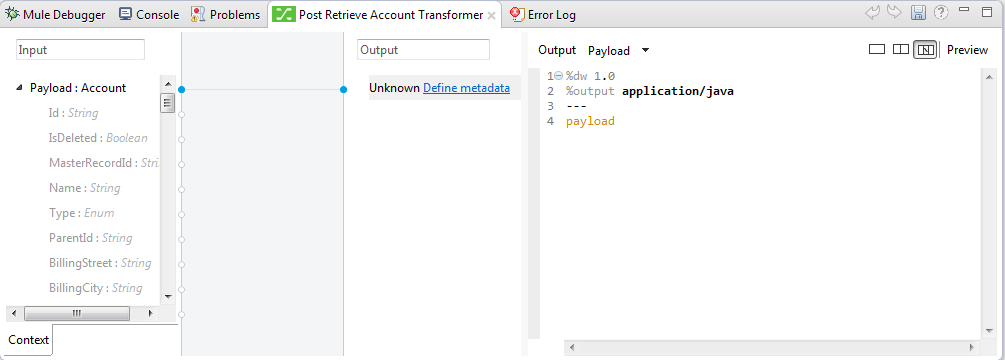 Mule Debugger Console Problems Post Retrieve Account Transformer Error Log
Input
Payload : Account
Id : String
IsDeleted : Boolean
MasterRecordId : Stri
Name : String
Type : Enum
ParentId : String
BillingStreet : String
BillingCity : String
Context
Output
Unknown Define metadata
Output Payload Preview
1 %dw 1.0
2 %output application/java
3 ---
4 payload